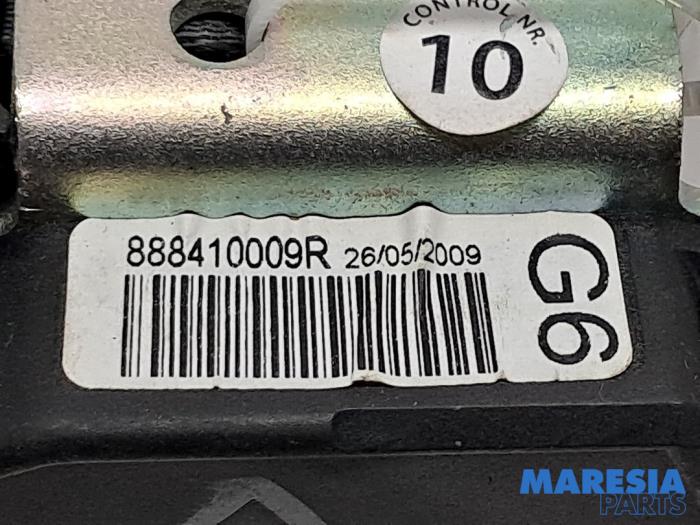 CONTROL NR.
10
888410009R 26/05/2009
G6
MARESIA
PARTS